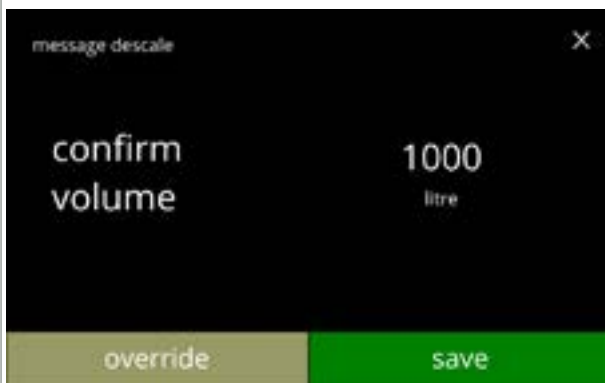 message descale
×
confirm
volume
1000
litre
override
save